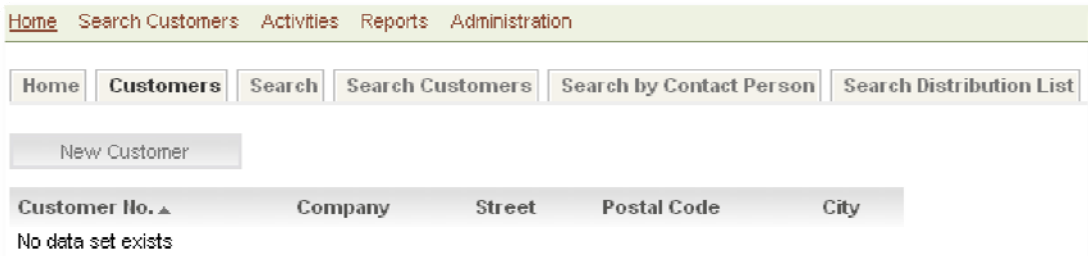 Home Search Customers Activities Reports Administration
Home Customers Search Search Customers Search by Contact Person Search Distribution List
New Customer
Customer No. Company Street Postal Code City
No data set exists